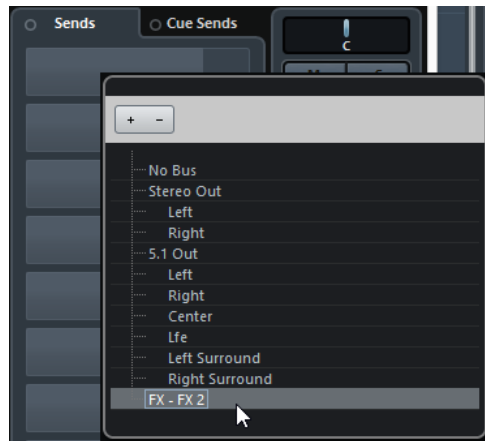 Sends
Cue Sends
C
+ -
No Bus
Stereo Out
Left
Right
5.1 Out
Left
Right
Center
Lfe
Left Surround
Right Surround
FX - FX 2